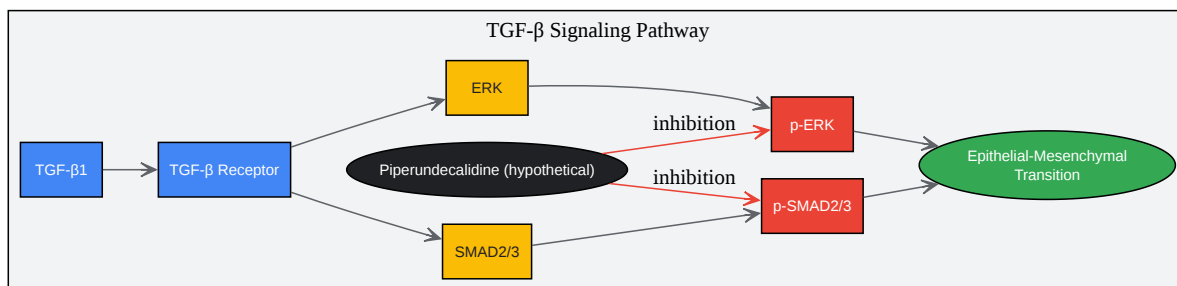 TGF-β Signaling Pathway
ERK
inhibition
p-ERK
TGF-β1
TGF-β Receptor
Piperundecalidine (hypothetical)
Epithelial-Mesenchymal
Transition
inhibition
p-SMAD2/3
SMAD2/3